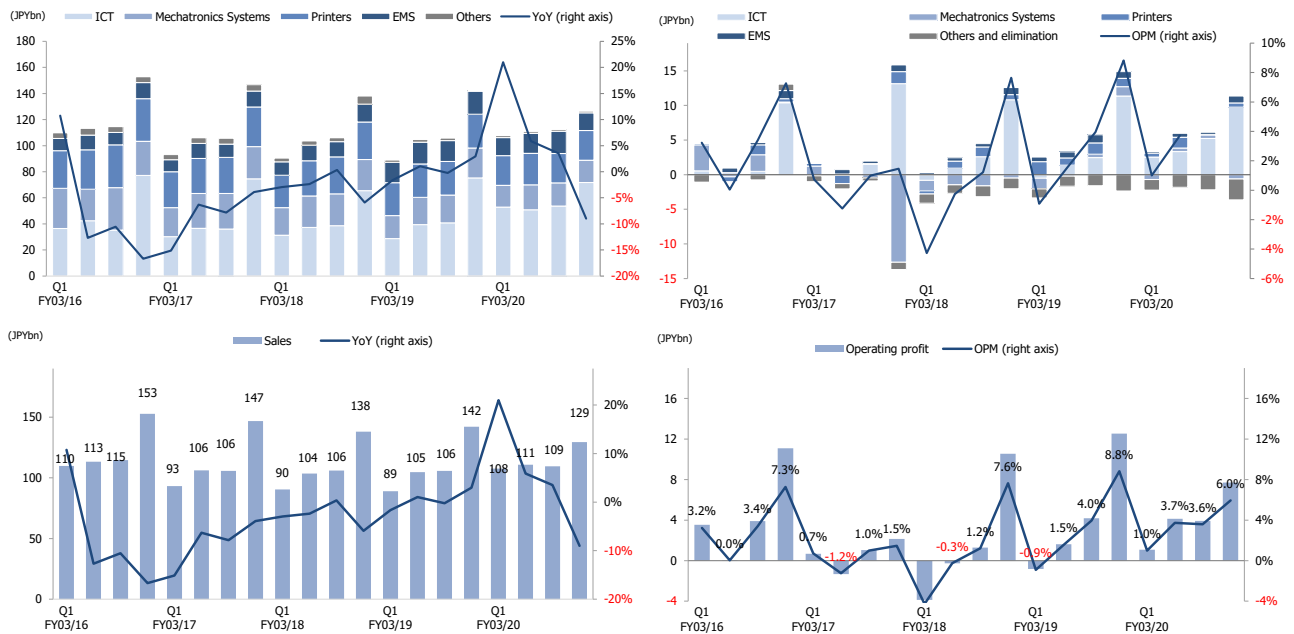 (JPYbn) ICT Mechatronics Systems Printers EMS Others YoY (right axis)
180 25%
160 20%
140 15%
120 10%
100 5%
80 0%
60 -5%
40 -10%
20 -15%
0 -20%
Q1 Q1 Q1 Q1 Q1
FY03/16 FY03/17 FY03/18 FY03/19 FY03/20
(JPYbn) ICT Mechatronics Systems Printers
EMS Others and elimination OPM (right axis)
15 10%
10 8%
5 6%
0 4%
-5 2%
-10 0%
-15 -2%
-4%
-6%
Q1 Q1 Q1 Q1 Q1
FY03/16 FY03/17 FY03/18 FY03/19 FY03/20
(JPYbn) Sales YoY (right axis)
150 20%
100 10%
50 0%
0 -10%
-20%
110 113 115 153 93 106 106 147 90 104 106 138 89 105 106 142 108 111 109 129
Q1 Q1 Q1 Q1 Q1
FY03/16 FY03/17 FY03/18 FY03/19 FY03/20
(JPYbn) Operating profit OPM (right axis)
16 16%
12 12%
8 8%
4 4%
0 0%
-4 -4%
3.2% 0.0% 3.4% 7.3% 0.7% -1.2% 1.0% 1.5% -0.3% 1.2% 7.6% -0.9% 1.5% 4.0% 8.8% 1.0% 3.7% 3.6% 6.0%
Q1 Q1 Q1 Q1 Q1
FY03/16 FY03/17 FY03/18 FY03/19 FY03/20